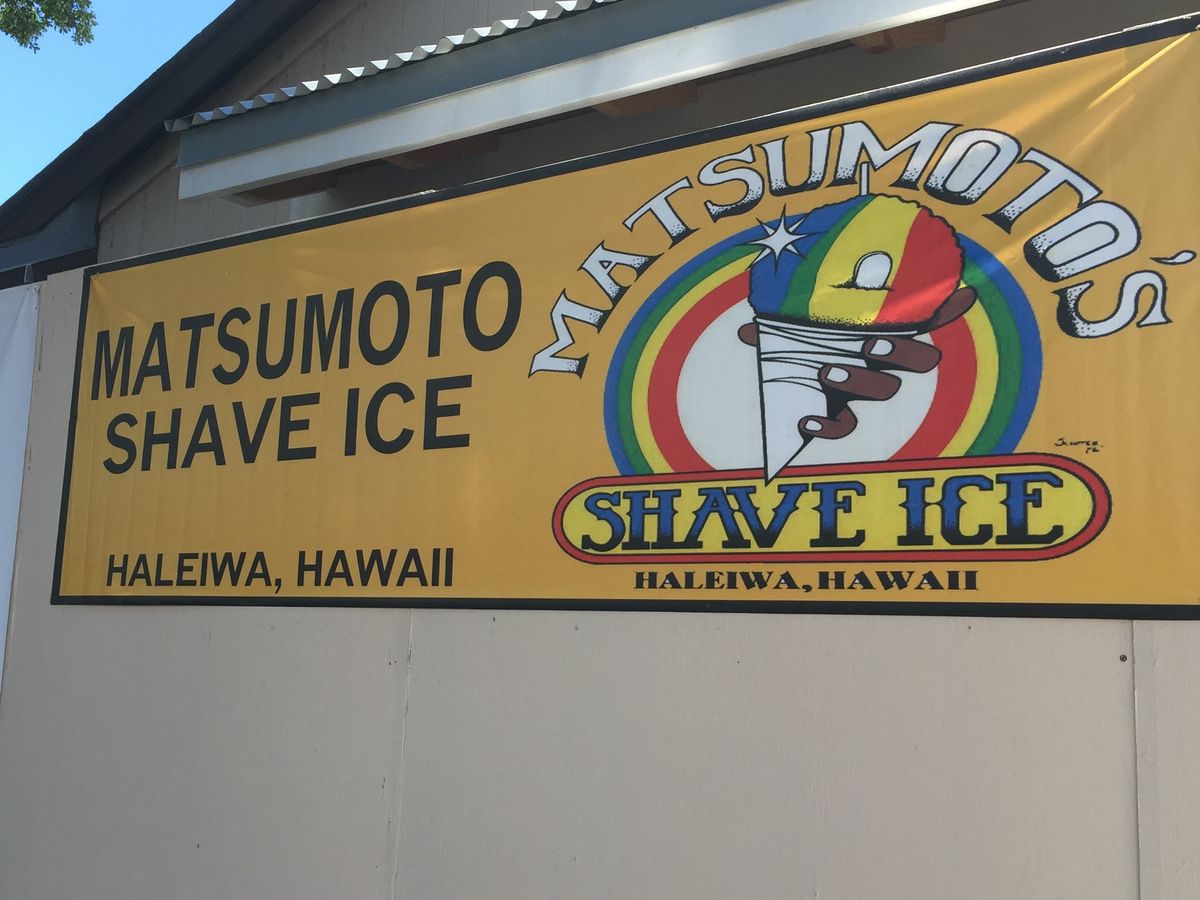 MATSUMOTO
SHAVE ICE
HALEIWA, HAWAII
MATSUMOTO'S
SHAVE ICE
HALEIWA, HAWAII